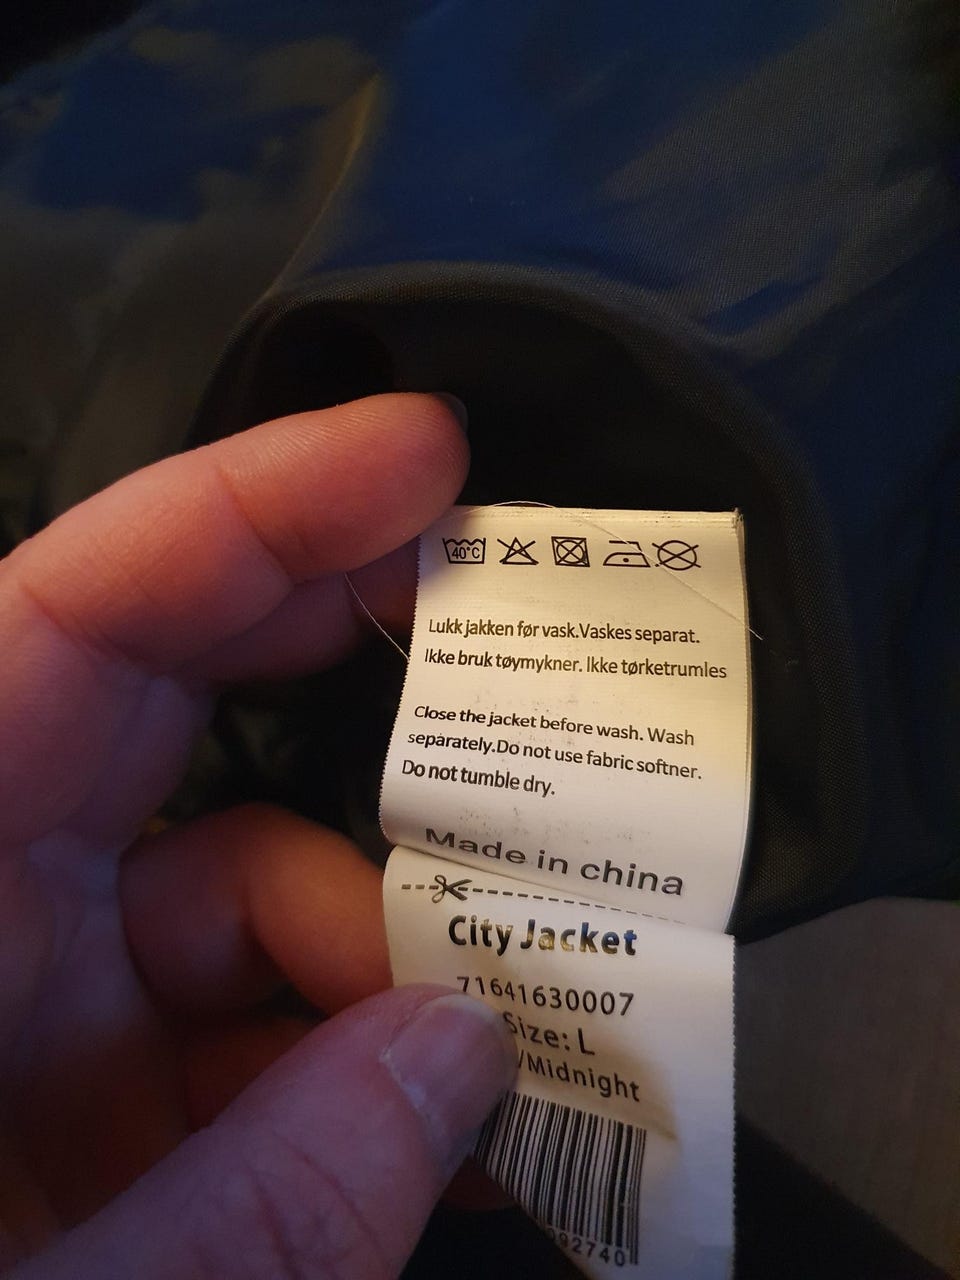 40°C
Lukk jakken før vask.Vaskes separat.
Ikke bruk tøymykner. Ikke tørketrumles
Close the jacket before wash. Wash
separately.Do not use fabric softner.
Do not tumble dry.
Made in china
City Jacket
71641630007
Size: L
/Midnight
92740